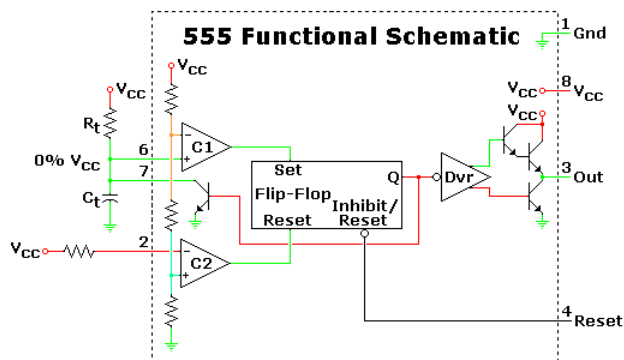 555 Functional Schematic
1
Gnd
VCC
VCC
8
VCC
VCC
VCC
Rt
6
- C1
+
0% VCC
7
Set
Q
Flip-Flop
Inhibit/
Reset
Reset
Dvr
3
Out
Ct
VCC
2
- C2
+
4
Reset